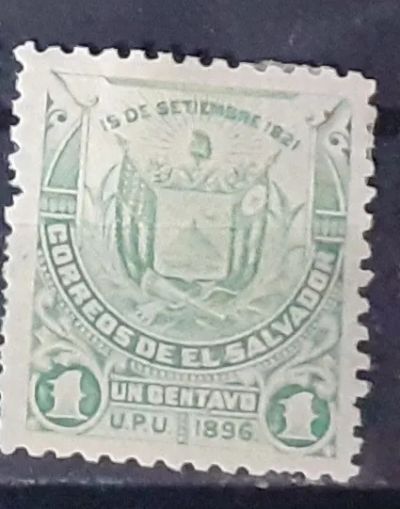 15 DE SETIEMBRE 1821
CORREOS DE EL SALVADOR
1 UN CENTAVO 1
U.P.U. 1896